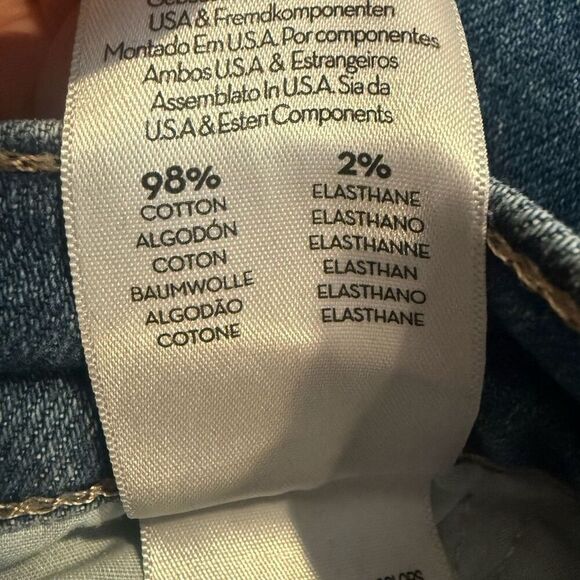 USA & Fremdkomponenten
Montado Em U.S.A. Por componentes
Ambos U.S.A & Estrangeiros
Assemblato In U.S.A. Sia da
U.S.A & Esteri Components
98%
COTTON
ALGODÓN
COTON
BAUMWOLLE
ALGODÃO
COTONE
2%
ELASTHANE
ELASTHANO
ELASTHANNE
ELASTHAN
ELASTHANO
ELASTHANE